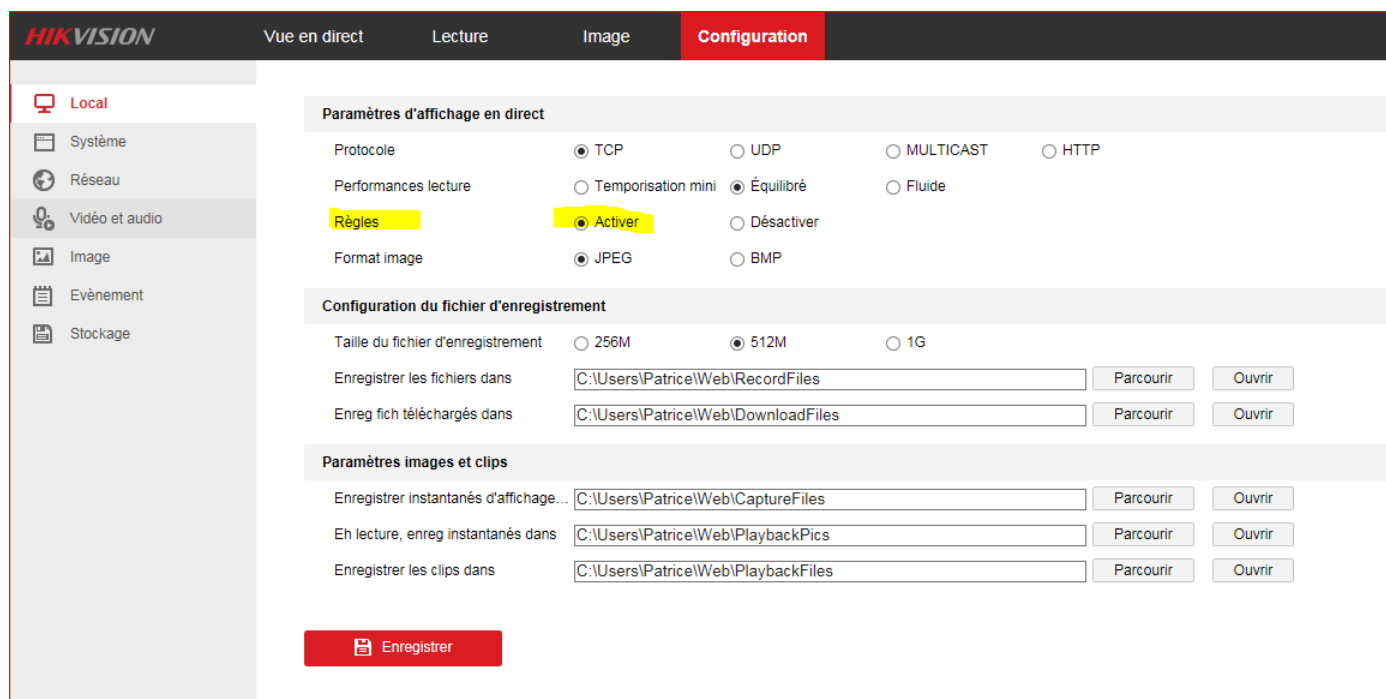 HIKVISION Vue en direct Lecture Image Configuration
Local
Système
Réseau
Vidéo et audio
Image
Evènement
Stockage
Paramètres d'affichage en direct
Protocole TCP UDP MULTICAST HTTP
Performances lecture Temporisation mini Équilibré Fluide
Règles Activer Désactiver
Format image JPEG BMP
Configuration du fichier d'enregistrement
Taille du fichier d'enregistrement 256M 512M 1G
Enregistrer les fichiers dans C:\Users\Patrice\Web\RecordFiles Parcourir Ouvrir
Enreg fich téléchargés dans C:\Users\Patrice\Web\DownloadFiles Parcourir Ouvrir
Paramètres images et clips
Enregistrer instantanés d'affichage... C:\Users\Patrice\Web\CaptureFiles Parcourir Ouvrir
Eh lecture, enreg instantanés dans C:\Users\Patrice\Web\PlaybackPics Parcourir Ouvrir
Enregistrer les clips dans C:\Users\Patrice\Web\PlaybackFiles Parcourir Ouvrir
Enregistrer